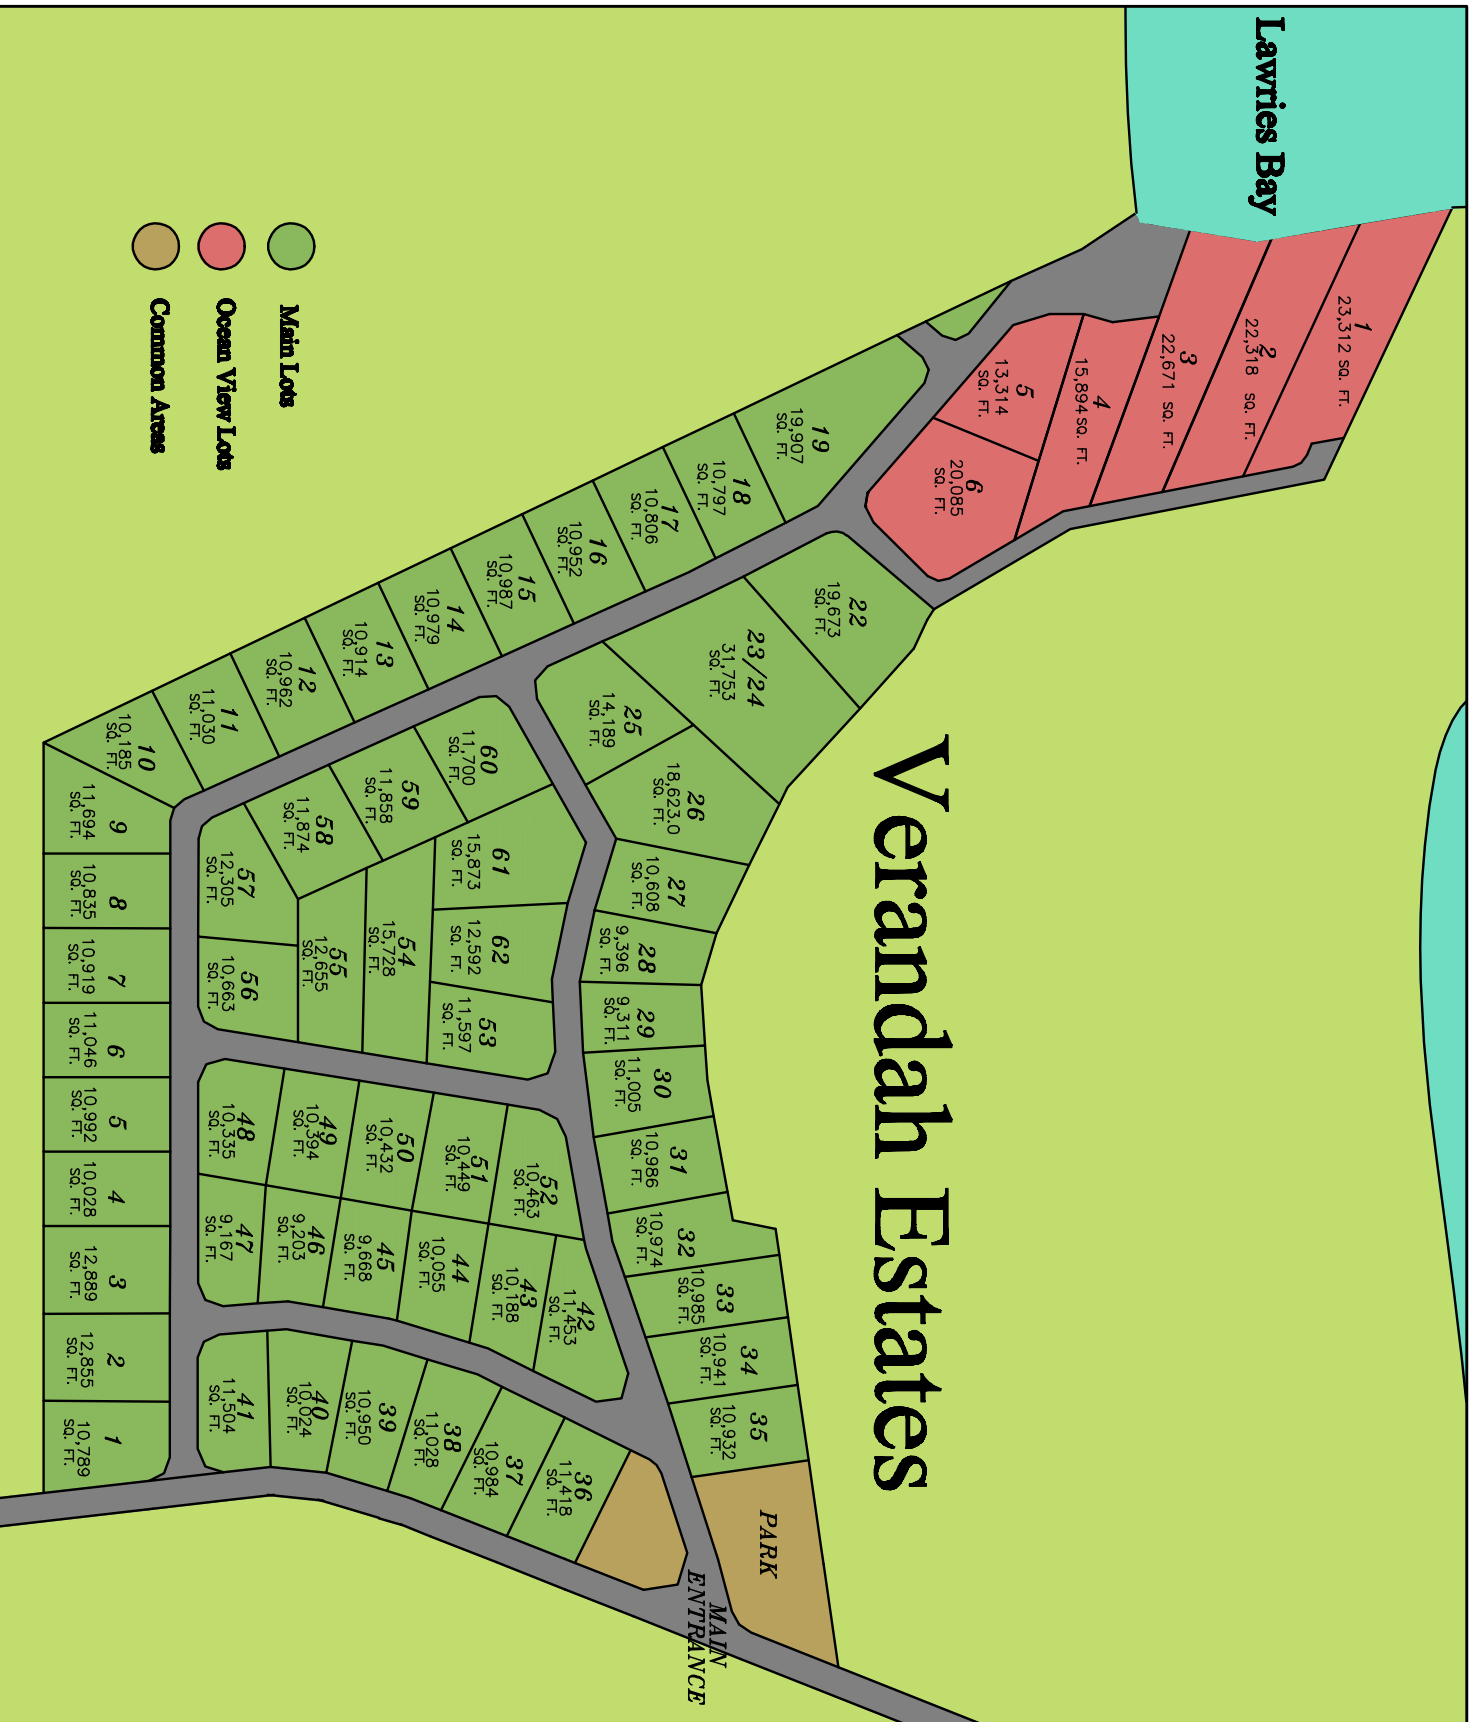 Verandah Estates
Lawries Bay
Main Lots
Ocean View Lots
Common Areas
1
23,312 SQ. FT.
2
22,318 SQ. FT.
3
22,671 SQ. FT.
4
15,894 SQ. FT.
5
13,314
SQ. FT.
6
20,085
SQ. FT.
19
19,907
SQ. FT.
18
10,797
SQ. FT.
17
10,806
SQ. FT.
16
10,952
SQ. FT.
15
10,987
SQ. FT.
14
10,979
SQ. FT.
13
10,914
SQ. FT.
12
10,962
SQ. FT.
11
11,030
SQ. FT.
10
10,185
SQ. FT.
9
11,694
SQ. FT.
8
10,835
SQ. FT.
7
10,919
SQ. FT.
6
11,046
SQ. FT.
5
10,992
SQ. FT.
4
10,028
SQ. FT.
3
12,889
SQ. FT.
2
12,855
SQ. FT.
1
10,789
SQ. FT.
22
19,673
SQ. FT.
23/24
31,753
SQ. FT.
25
14,189
SQ. FT.
26
18,623.0
SQ. FT.
27
10,608
SQ. FT.
28
9,396
SQ. FT.
29
9,311
SQ. FT.
30
11,005
SQ. FT.
31
10,986
SQ. FT.
32
10,974
SQ. FT.
33
10,985
SQ. FT.
34
10,941
SQ. FT.
35
10,932
SQ. FT.
PARK
MAIN
ENTRANCE
60
11,700
SQ. FT.
59
11,858
SQ. FT.
58
11,874
SQ. FT.
57
12,305
SQ. FT.
56
10,663
SQ. FT.
55
12,655
SQ. FT.
54
15,728
SQ. FT.
61
15,873
SQ. FT.
62
12,592
SQ. FT.
53
11,597
SQ. FT.
52
10,463
SQ. FT.
51
10,449
SQ. FT.
50
10,432
SQ. FT.
49
10,394
SQ. FT.
48
10,335
SQ. FT.
47
9,167
SQ. FT.
46
9,203
SQ. FT.
45
9,668
SQ. FT.
44
10,055
SQ. FT.
43
10,188
SQ. FT.
42
11,453
SQ. FT.
41
11,504
SQ. FT.
40
10,024
SQ. FT.
39
10,950
SQ. FT.
38
11,028
SQ. FT.
37
10,984
SQ. FT.
36
11,418
SQ. FT.